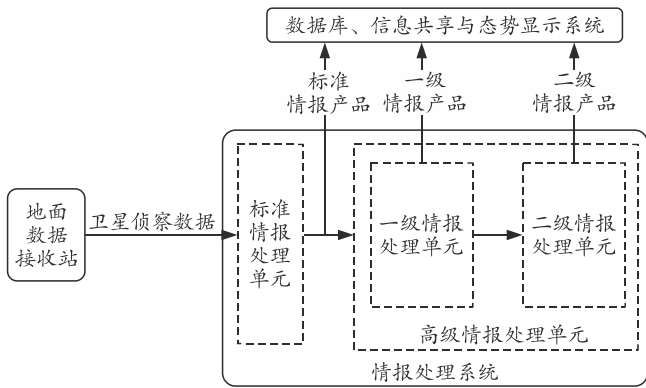 数据库、信息共享与态势显示系统
标准
情报产品
一级
情报产品
二级
情报产品
地面
数据
接收站
卫星侦察数据
标准
情报
处理
单元
一级情报
处理单元
二级情报
处理单元
高级情报处理单元
情报处理系统